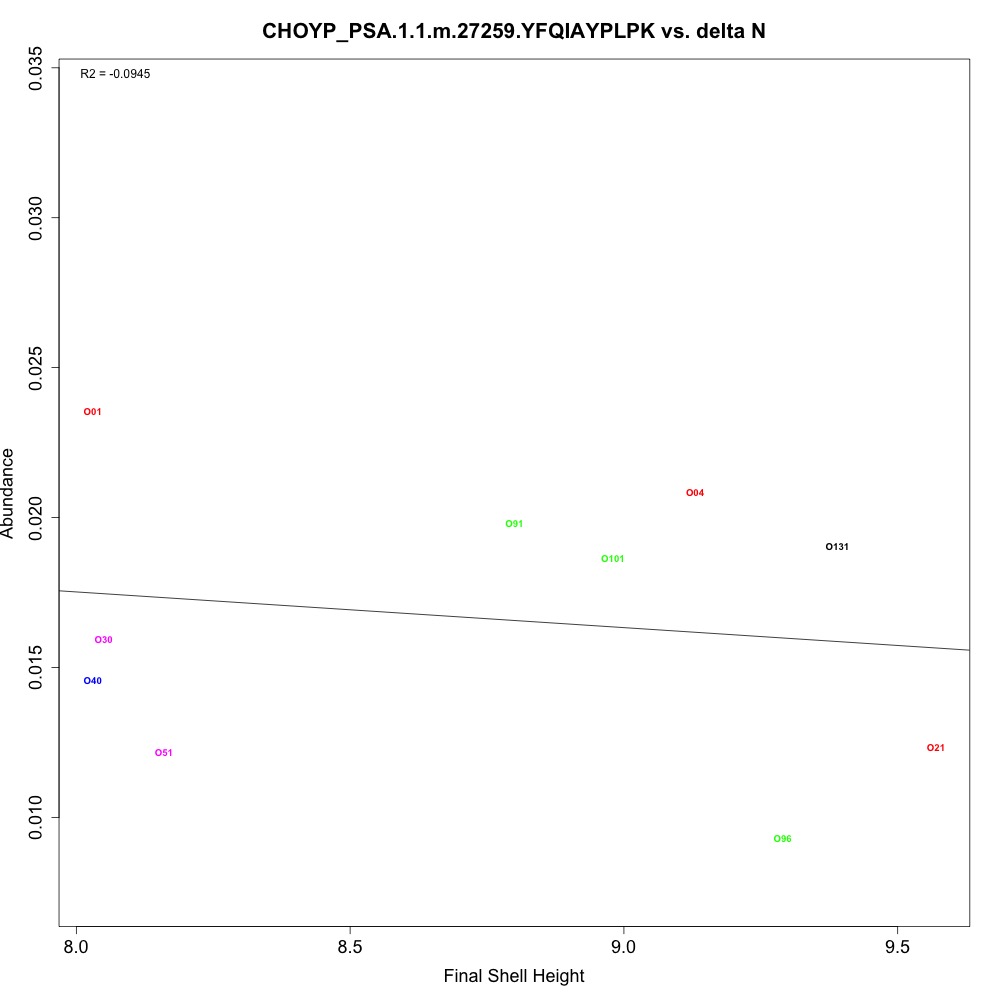 CHOYP_PSA.1.1.m.27259.YFQIAYPLPK vs. delta N
R2 = -0.0945
0.035
0.030
0.025
0.020
0.015
0.010
Abundance
O01
O04
O91
O131
O101
O30
O40
O51
O21
O96
8.0 8.5 9.0 9.5
Final Shell Height